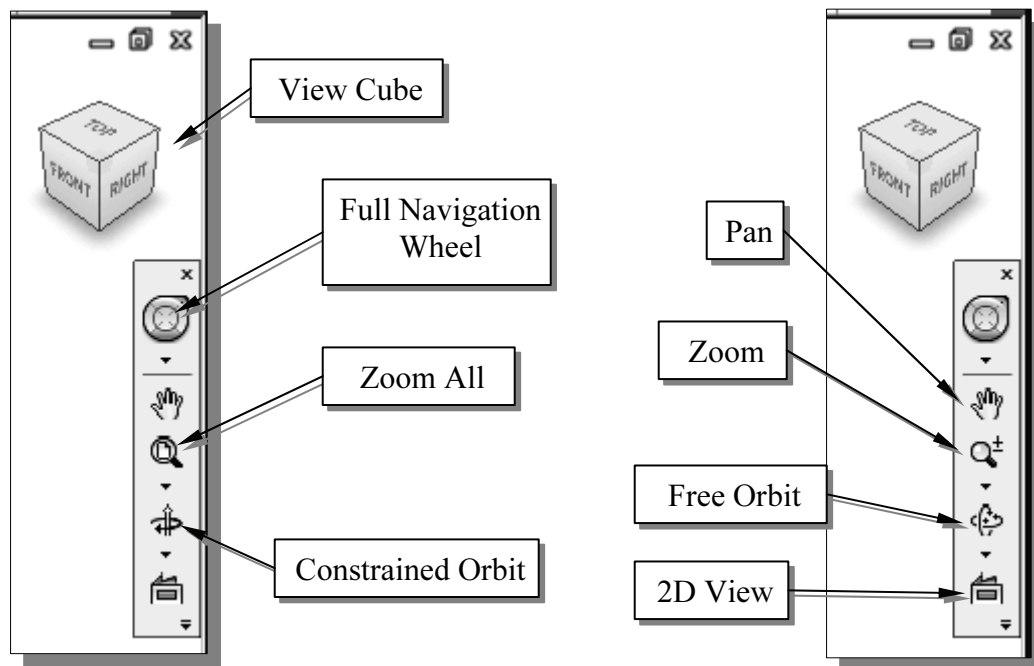 View Cube
TOP
FRONT
RIGHT
Full Navigation
Wheel
Zoom All
Constrained Orbit
TOP
FRONT
RIGHT
Pan
Zoom
Free Orbit
2D View